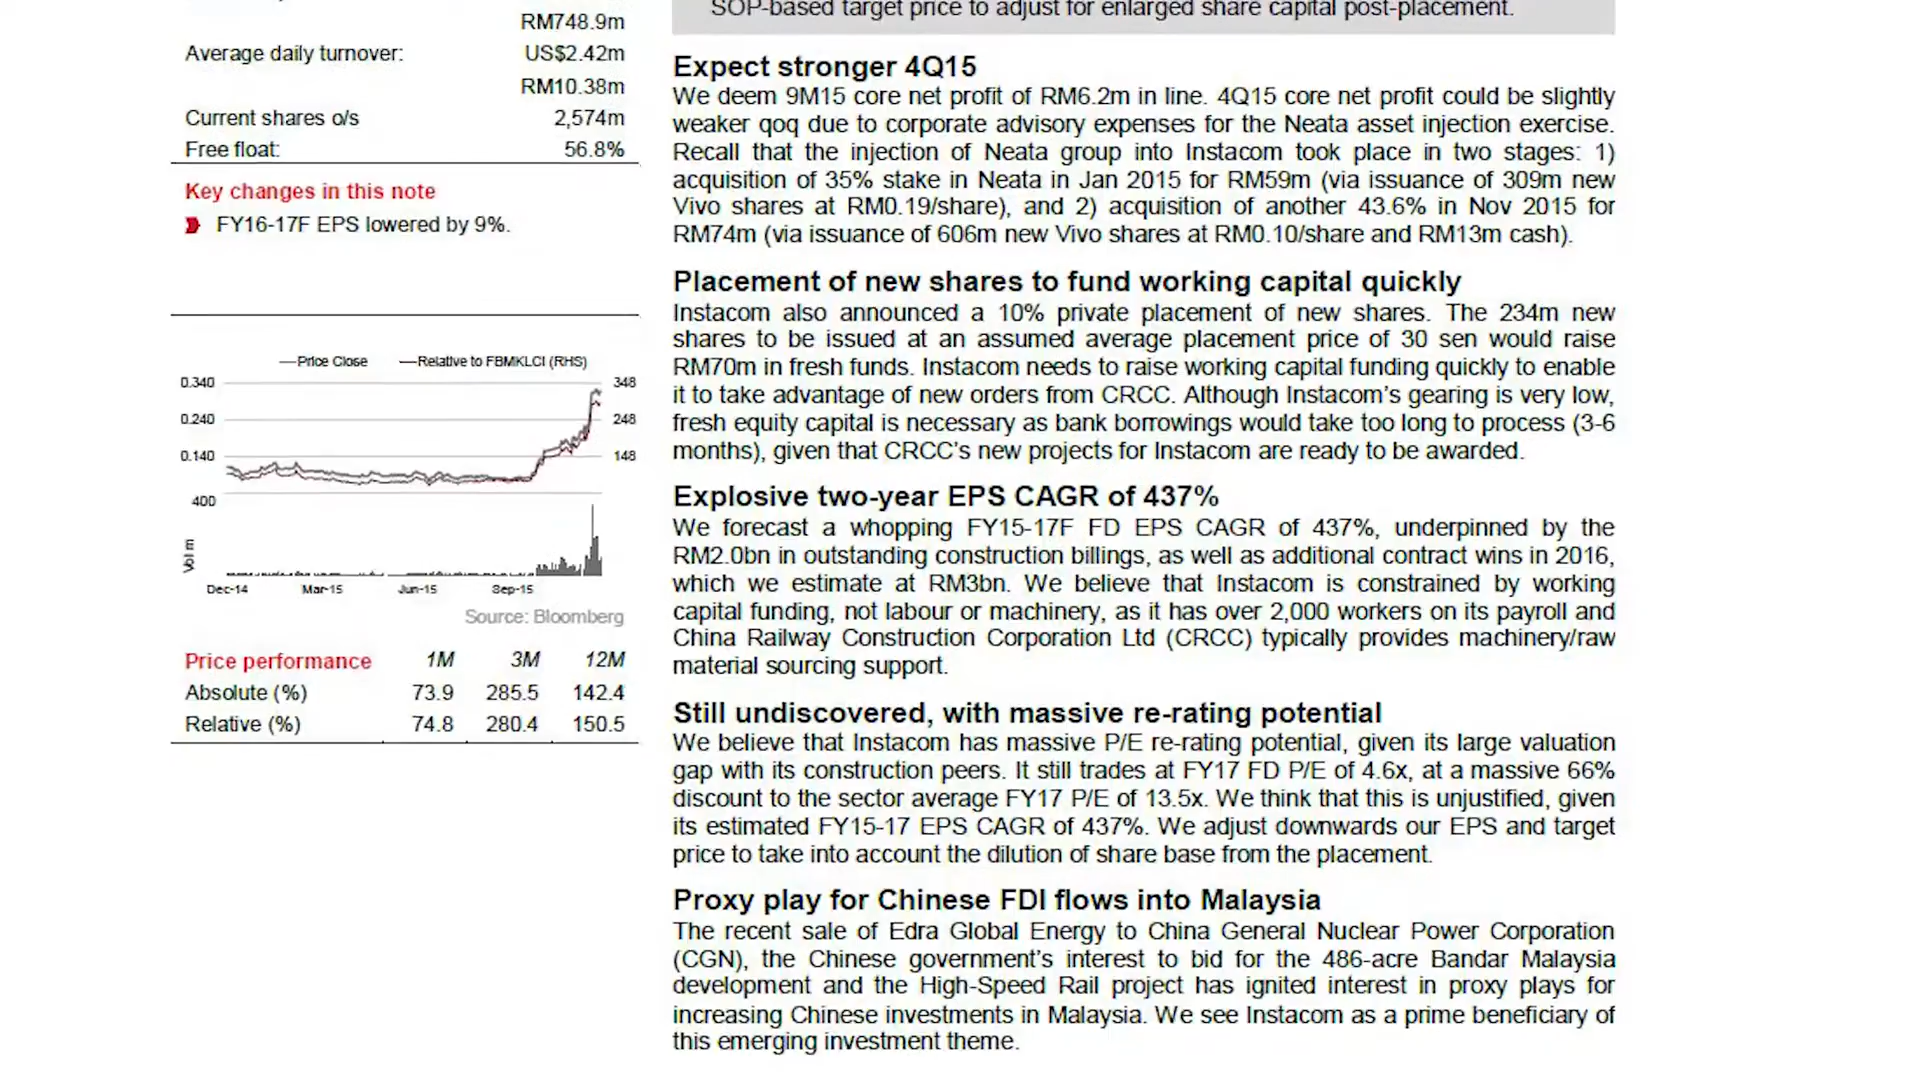 RM748.9m
Average daily turnover: US$2.42m
RM10.38m
Current shares o/s 2,574m
Free float: 56.8%
Key changes in this note
FY16-17F EPS lowered by 9%.
Price Close Relative to FBMKLCI (RHS)
0.340 348
0.240 248
0.140 148
400
Vol m
Dec-14 Mar-15 Jun-15 Sep-15
Source: Bloomberg
Price performance 1M 3M 12M
Absolute (%) 73.9 285.5 142.4
Relative (%) 74.8 280.4 150.5
SOP-based target price to adjust for enlarged share capital post-placement.
Expect stronger 4Q15
We deem 9M15 core net profit of RM6.2m in line. 4Q15 core net profit could be slightly
weaker qoq due to corporate advisory expenses for the Neata asset injection exercise.
Recall that the injection of Neata group into Instacom took place in two stages: 1)
acquisition of 35% stake in Neata in Jan 2015 for RM59m (via issuance of 309m new
Vivo shares at RM0.19/share), and 2) acquisition of another 43.6% in Nov 2015 for
RM74m (via issuance of 606m new Vivo shares at RM0.10/share and RM13m cash).
Placement of new shares to fund working capital quickly
Instacom also announced a 10% private placement of new shares. The 234m new
shares to be issued at an assumed average placement price of 30 sen would raise
RM70m in fresh funds. Instacom needs to raise working capital funding quickly to enable
it to take advantage of new orders from CRCC. Although Instacom's gearing is very low,
fresh equity capital is necessary as bank borrowings would take too long to process (3-6
months), given that CRCC's new projects for Instacom are ready to be awarded.
Explosive two-year EPS CAGR of 437%
We forecast a whopping FY15-17F FD EPS CAGR of 437%, underpinned by the
RM2.0bn in outstanding construction billings, as well as additional contract wins in 2016,
which we estimate at RM3bn. We believe that Instacom is constrained by working
capital funding, not labour or machinery, as it has over 2,000 workers on its payroll and
China Railway Construction Corporation Ltd (CRCC) typically provides machinery/raw
material sourcing support.
Still undiscovered, with massive re-rating potential
We believe that Instacom has massive P/E re-rating potential, given its large valuation
gap with its construction peers. It still trades at FY17 FD P/E of 4.6x, at a massive 66%
discount to the sector average FY17 P/E of 13.5x. We think that this is unjustified, given
its estimated FY15-17 EPS CAGR of 437%. We adjust downwards our EPS and target
price to take into account the dilution of share base from the placement.
Proxy play for Chinese FDI flows into Malaysia
The recent sale of Edra Global Energy to China General Nuclear Power Corporation
(CGN), the Chinese government's interest to bid for the 486-acre Bandar Malaysia
development and the High-Speed Rail project has ignited interest in proxy plays for
increasing Chinese investments in Malaysia. We see Instacom as a prime beneficiary of
this emerging investment theme.